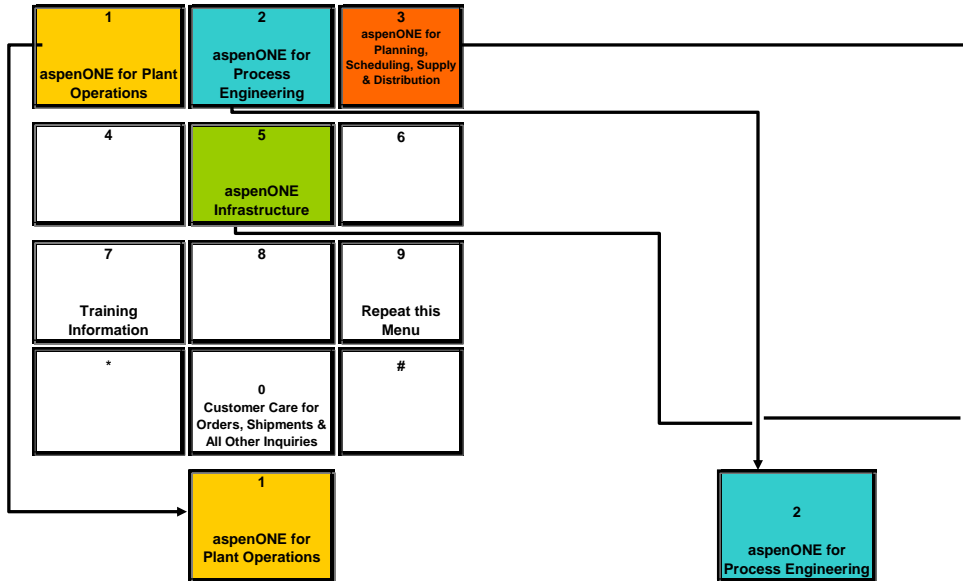 1
aspenONE for Plant
Operations
2
aspenONE for
Process
Engineering
3
aspenONE for
Planning,
Scheduling, Supply
& Distribution
4
5
aspenONE
Infrastructure
6
7
Training
Information
8
9
Repeat this
Menu
*
0
Customer Care for
Orders, Shipments &
All Other Inquiries
#
1
aspenONE for
Plant Operations
2
aspenONE for
Process Engineering